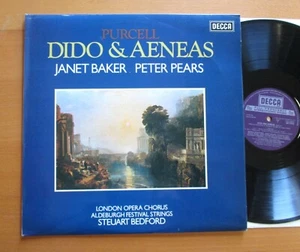 DECCA
PURCELL
DIDO & AENEAS
JANET BAKER PETER PEARS
LONDON OPERA CHORUS
ALDEBURGH FESTIVAL STRINGS
STEUART BEDFORD
DECCA